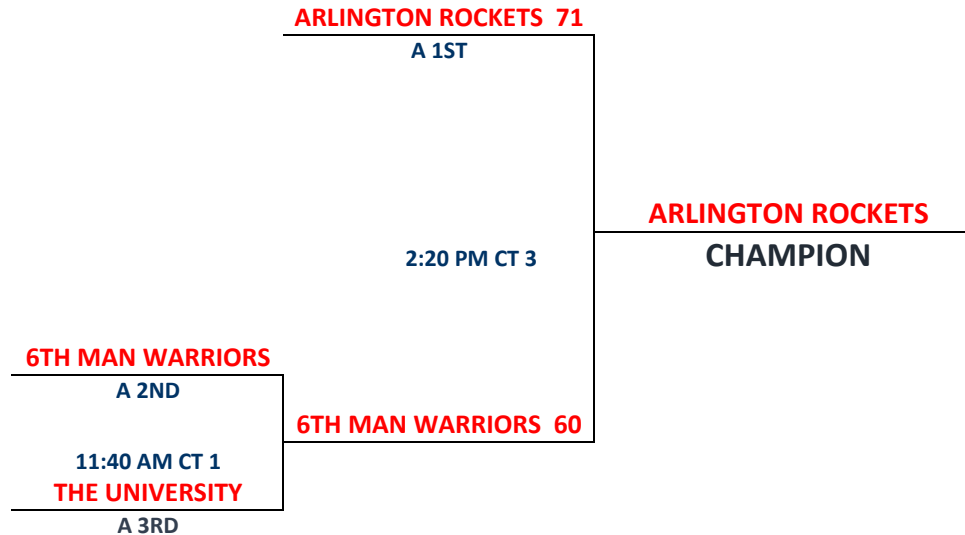 ARLINGTON ROCKETS 71
A 1ST
ARLINGTON ROCKETS
2:20 PM CT 3
CHAMPION
6TH MAN WARRIORS
A 2ND
6TH MAN WARRIORS 60
11:40 AM CT 1
THE UNIVERSITY
A 3RD